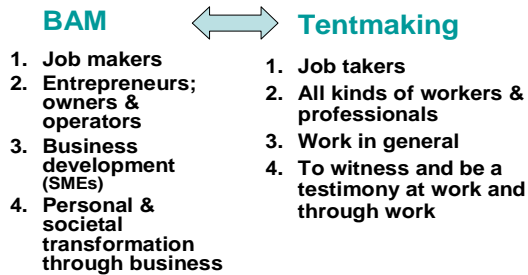 BAM
1. Job makers
2. Entrepreneurs;
owners &
operators
3. Business
development
(SMEs)
4. Personal &
societal
transformation
through business
Tentmaking
1. Job takers
2. All kinds of workers &
professionals
3. Work in general
4. To witness and be a
testimony at work and
through work